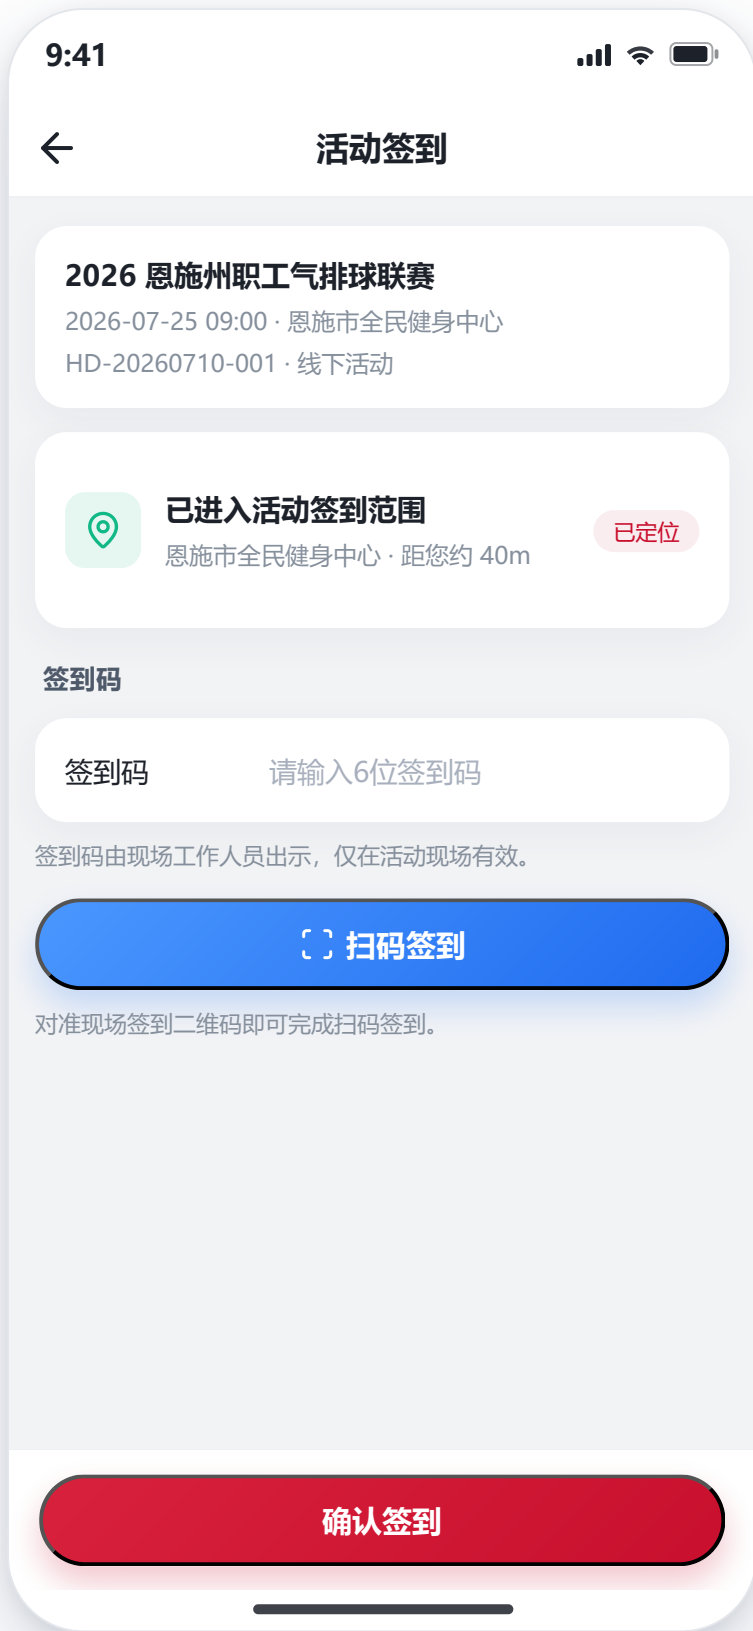 9:41
活动签到
2026 恩施州职工气排球联赛
2026-07-25 09:00 · 恩施市全民健身中心
HD-20260710-001 · 线下活动
已进入活动签到范围
恩施市全民健身中心 · 距您约 40m
已定位
签到码
签到码 请输入6位签到码
签到码由现场工作人员出示，仅在活动现场有效。
扫码签到
对准现场签到二维码即可完成扫码签到。
确认签到